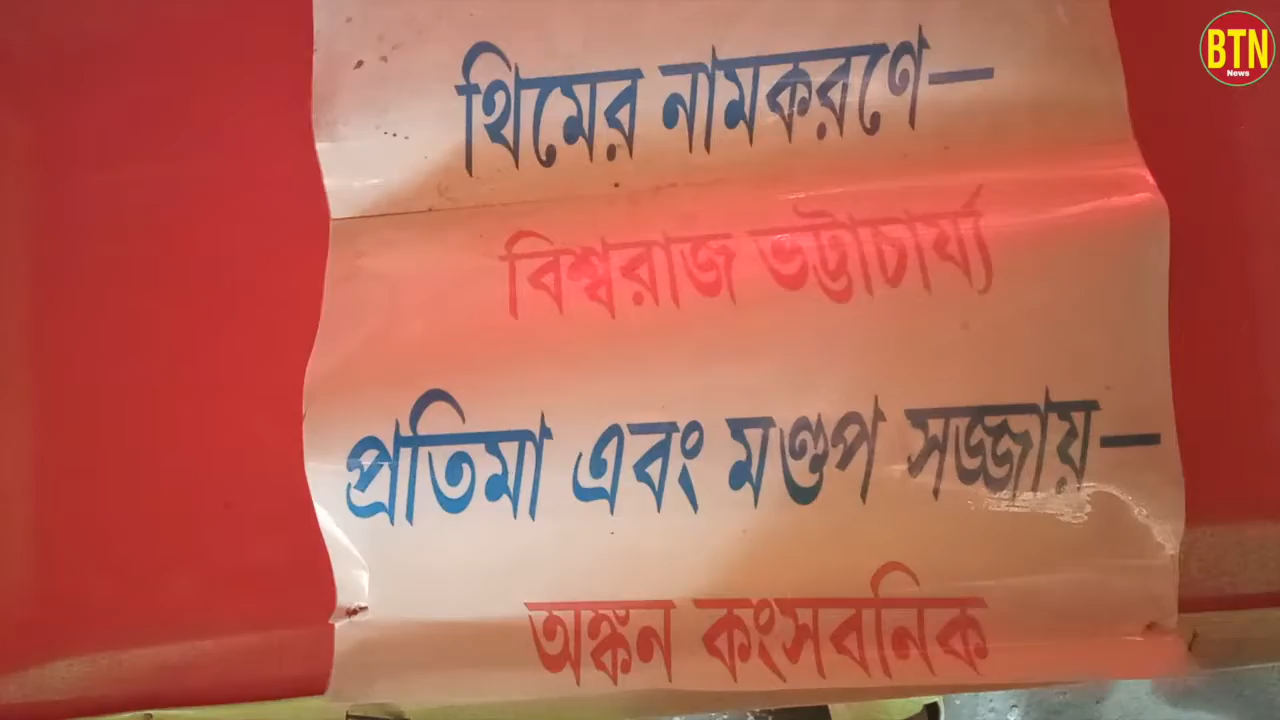 থিমের নামকরণে—
বিশ্বরাজ ভট্টাচার্য্য
প্রতিমা এবং মণ্ডপ সজ্জায়—
অঙ্কন কংসবনিক
BTN
News